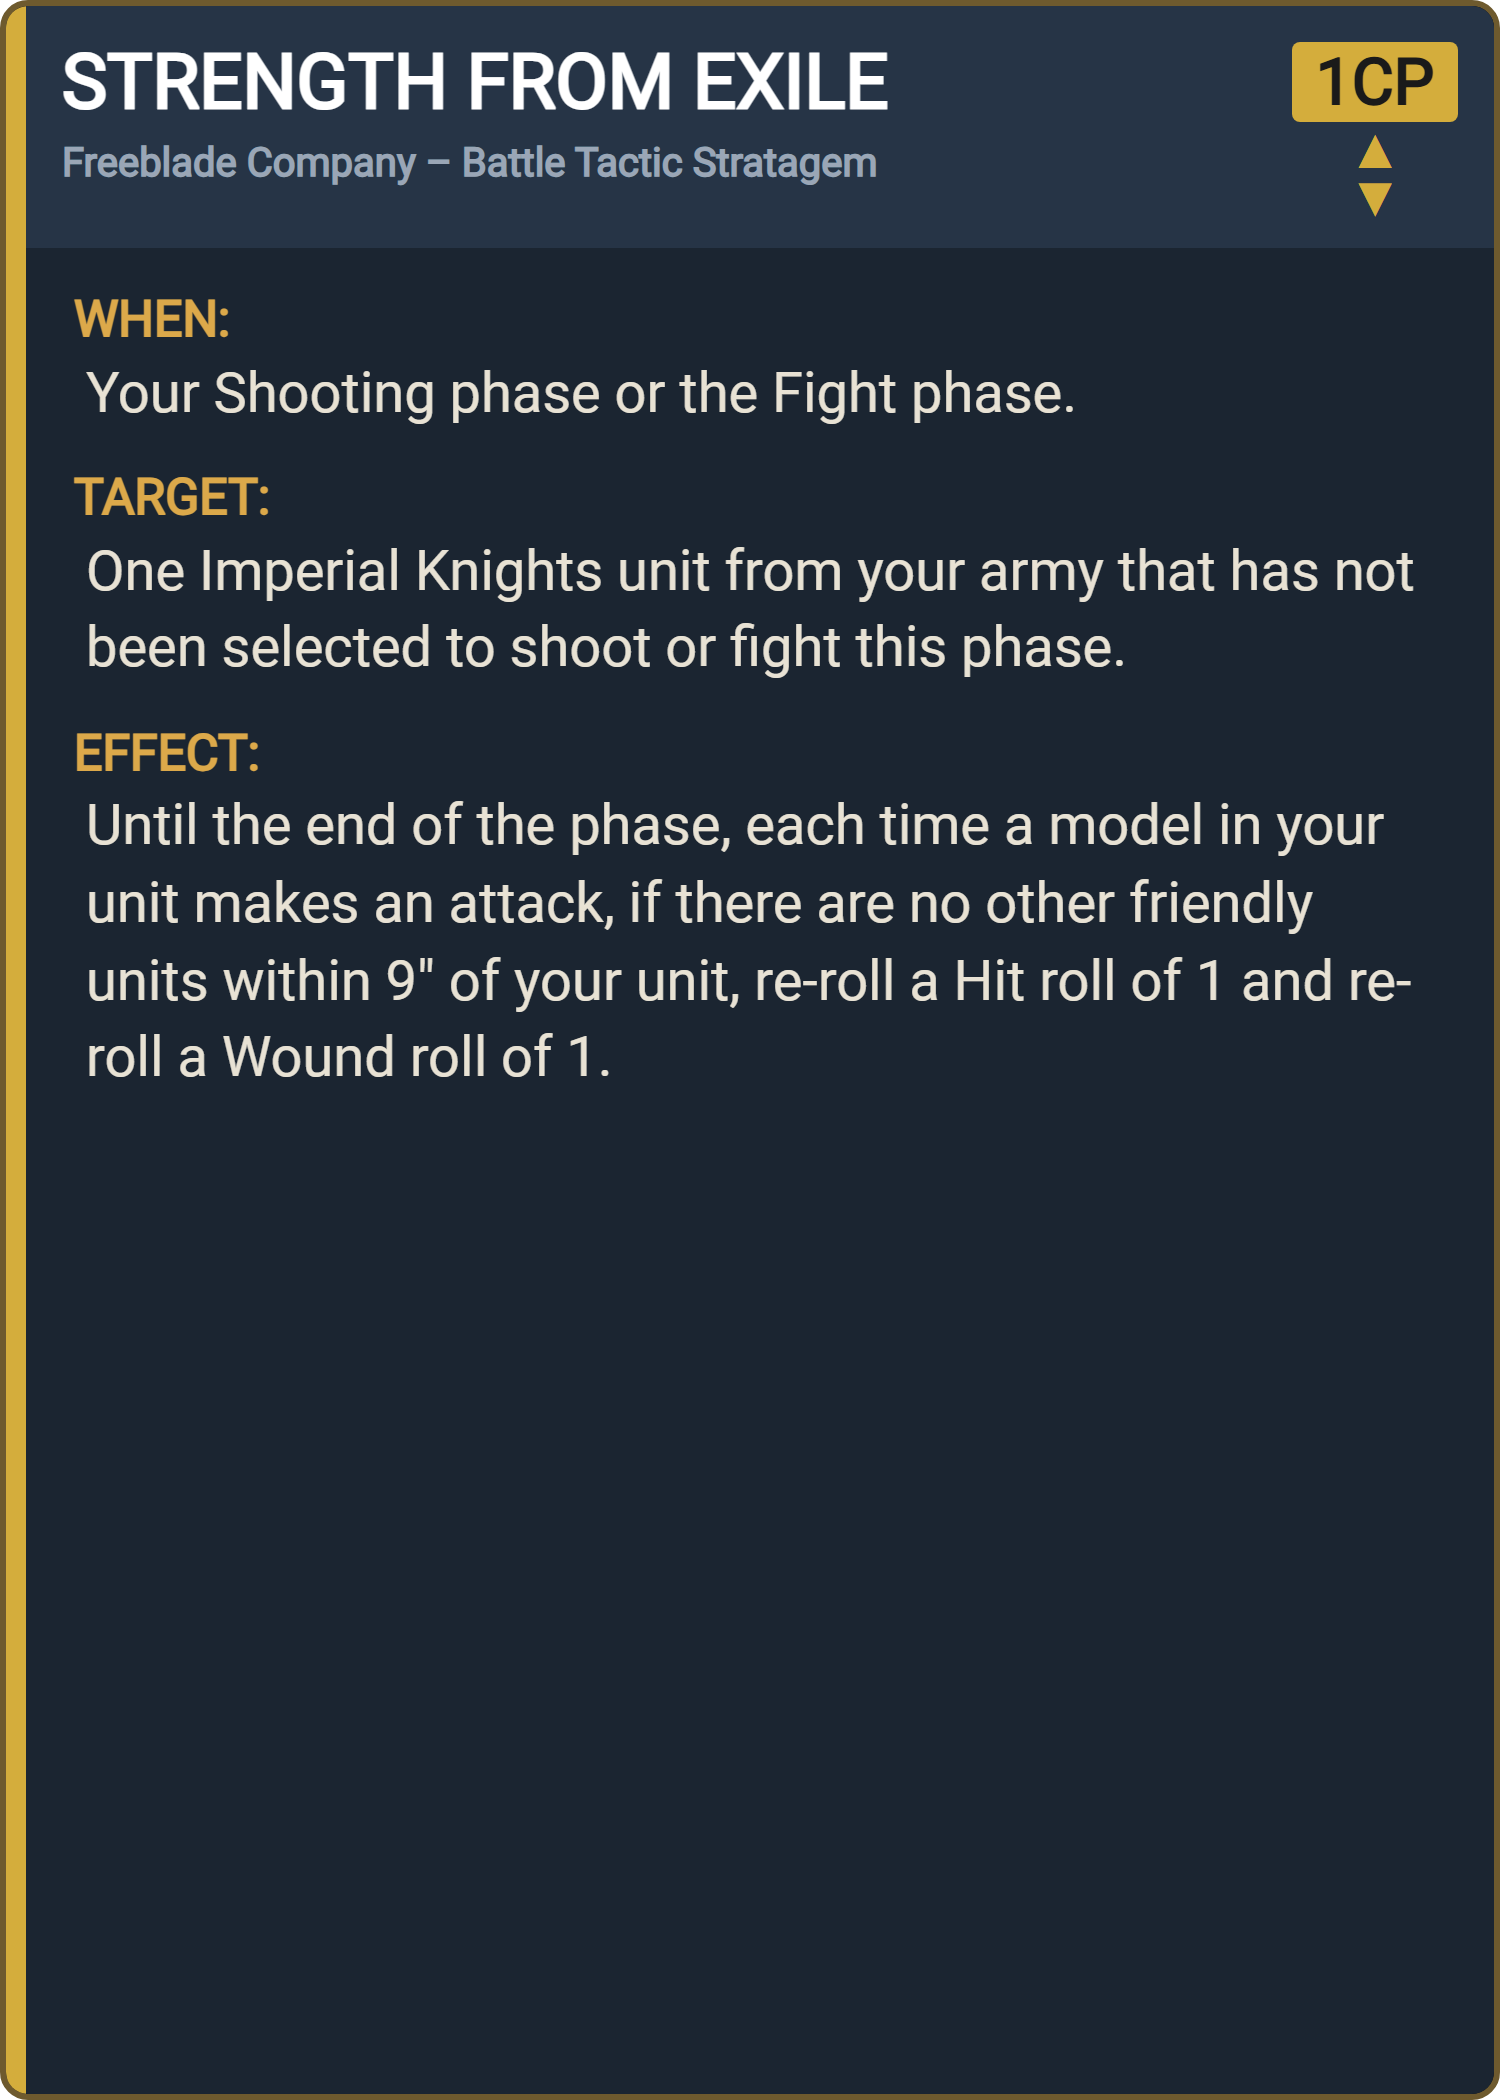 STRENGTH FROM EXILE
1CP
Freeblade Company – Battle Tactic Stratagem
▲
▼
WHEN:
Your Shooting phase or the Fight phase.
TARGET:
One Imperial Knights unit from your army that has not
been selected to shoot or fight this phase.
EFFECT:
Until the end of the phase, each time a model in your
unit makes an attack, if there are no other friendly
units within 9" of your unit, re-roll a Hit roll of 1 and re-
roll a Wound roll of 1.